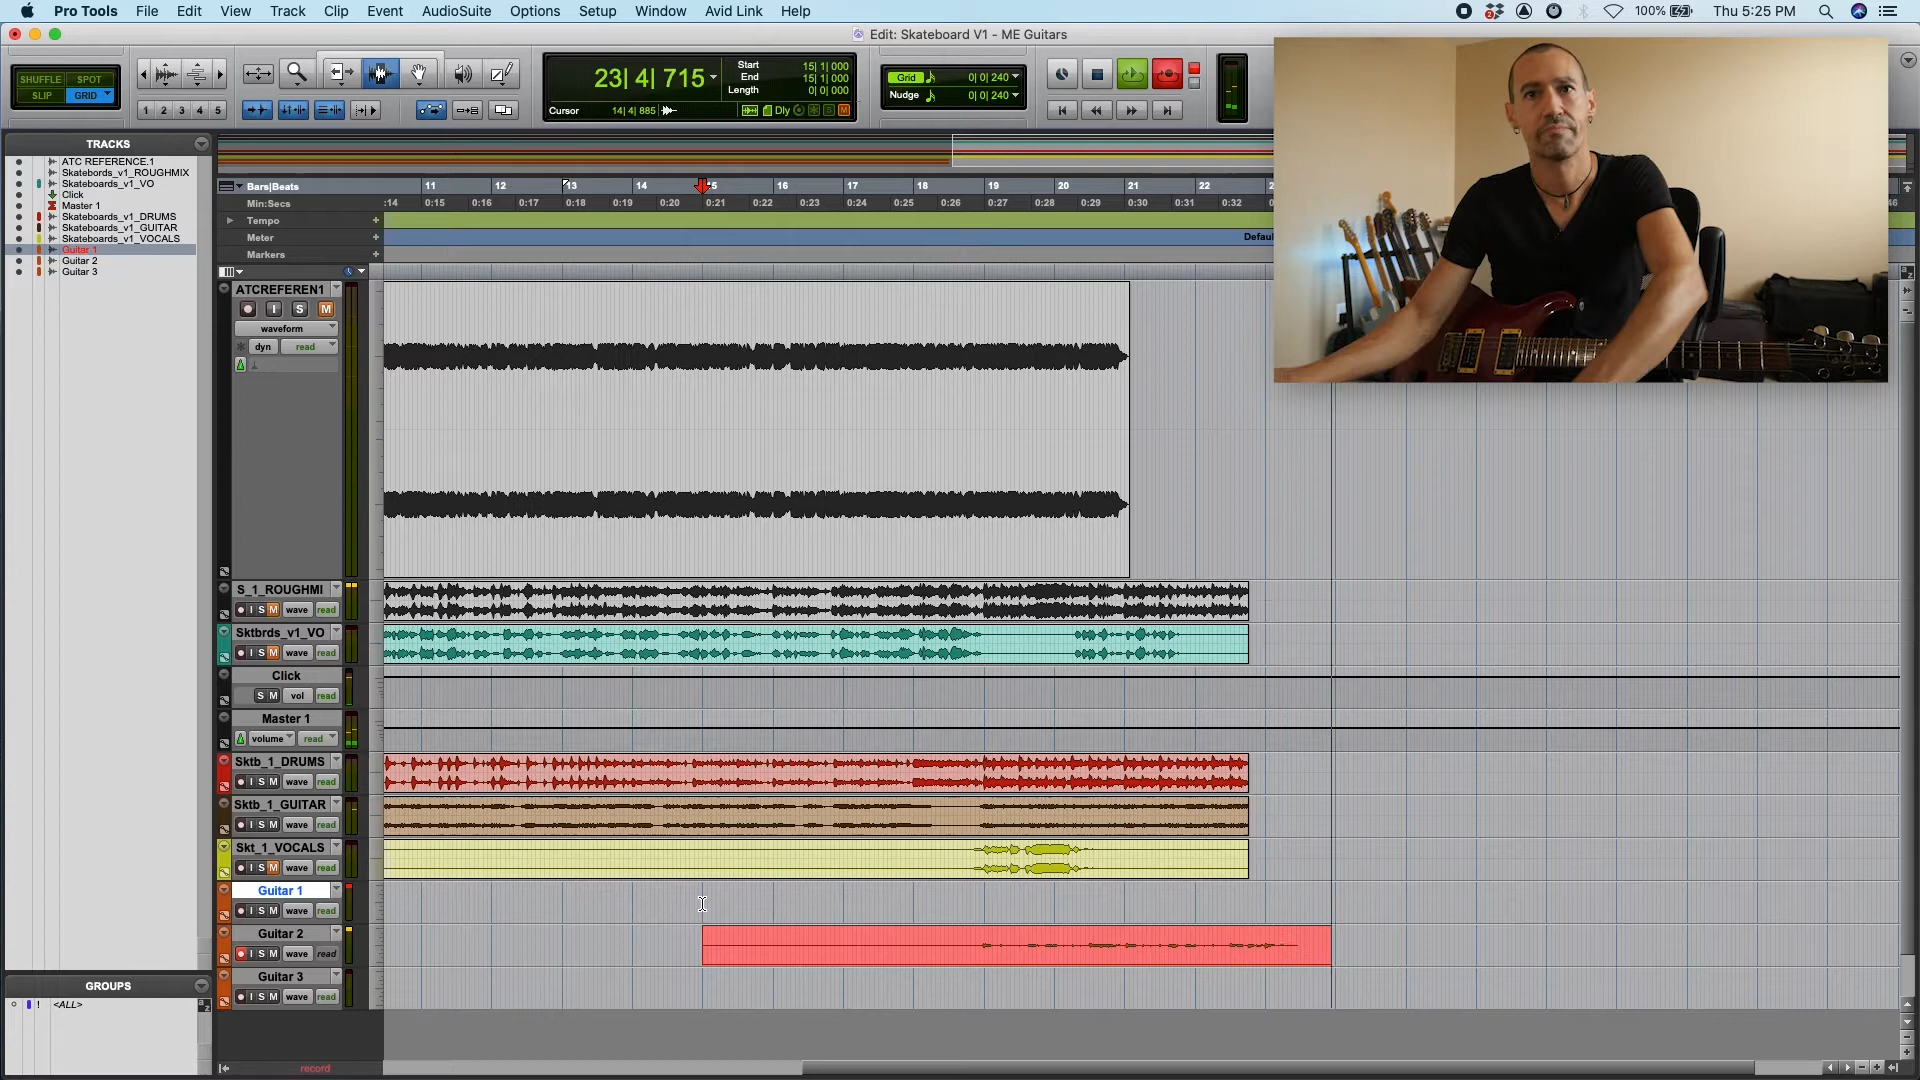 Pro Tools File Edit View Track Clip Event AudioSuite Options Setup Window Avid Link Help 2 100% Thu 5:25 PM
Edit: Skateboard V1 - ME Guitars
SHUFFLE SPOT
SLIP GRID
1 2 3 4 5
23| 4| 715
Start 15| 1| 000
End 15| 1| 000
Length 0| 0| 000
Cursor 14| 4| 885 Dly S M
Grid 0| 0| 240
Nudge 0| 0| 240
TRACKS
ATC REFERENCE.1
Skatebords_v1_ROUGHMIX
Skateboards_v1_VO
Click
Master 1
Skateboards_v1_DRUMS
Skateboards_v1_GUITAR
Skateboards_v1_VOCALS
Guitar 1
Guitar 2
Guitar 3
GROUPS
! <ALL>
a z
Bars|Beats 11 12 13 14 15 16 17 18 19 20 21 22 2
Min:Secs :14 0:15 0:16 0:17 0:18 0:19 0:20 0:21 0:22 0:23 0:24 0:25 0:26 0:27 0:28 0:29 0:30 0:31 0:32 0 46
Tempo +
Meter + Defau
Markers +
ATCREFEREN1
I S M
waveform
dyn read
S_1_ROUGHMI
I S M wave read
Sktbrds_v1_VO
I S M wave read
Click
S M vol read
Master 1
volume read
Sktb_1_DRUMS
I S M wave read
Sktb_1_GUITAR
I S M wave read
Skt_1_VOCALS
I S M wave read
Guitar 1
I S M wave read
Guitar 2
I S M wave read
Guitar 3
I S M wave read
record